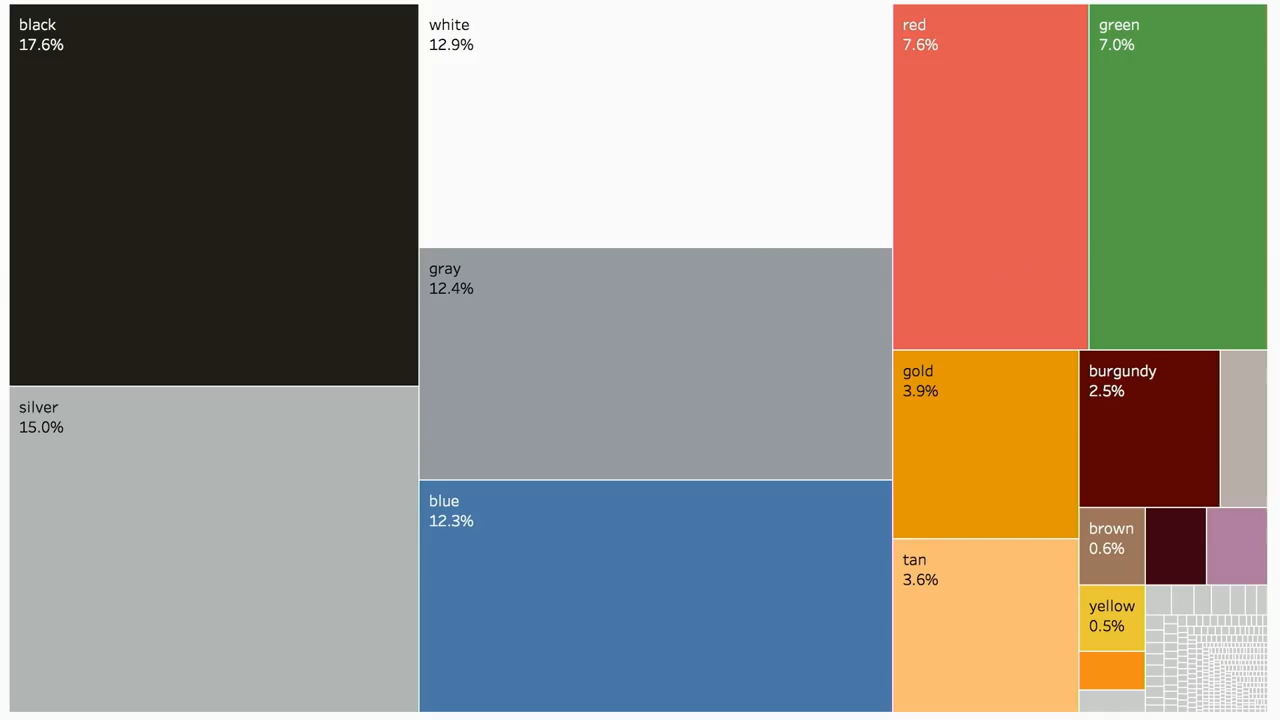 black
17.6%
white
12.9%
red
7.6%
green
7.0%
gray
12.4%
gold
3.9%
burgundy
2.5%
silver
15.0%
blue
12.3%
brown
0.6%
tan
3.6%
yellow
0.5%